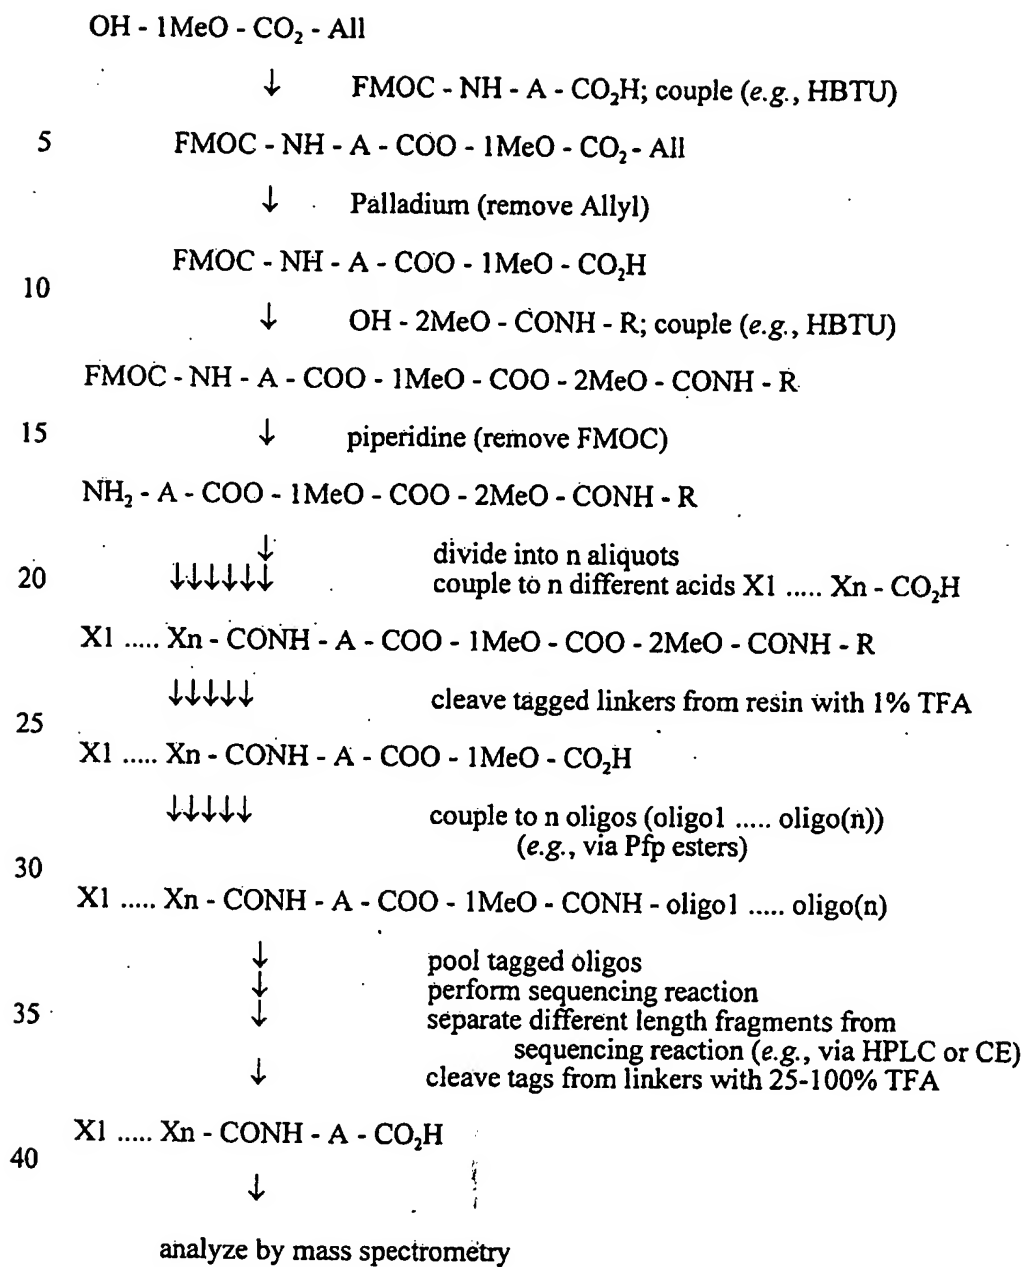 OH - 1MeO - CO₂ - All
↓ FMOC - NH - A - CO₂H; couple (e.g., HBTU)
5 FMOC - NH - A - COO - 1MeO - CO₂ - All
↓ Palladium (remove Allyl)
FMOC - NH - A - COO - 1MeO - CO₂H
10
↓ OH - 2MeO - CONH - R; couple (e.g., HBTU)
FMOC - NH - A - COO - 1MeO - COO - 2MeO - CONH - R
15 ↓ piperidine (remove FMOC)
NH₂ - A - COO - 1MeO - COO - 2MeO - CONH - R
↓ divide into n aliquots
20 ↓↓↓↓↓↓ couple to n different acids X1 ..... Xn - CO₂H
X1 ..... Xn - CONH - A - COO - 1MeO - COO - 2MeO - CONH - R
↓↓↓↓↓ cleave tagged linkers from resin with 1% TFA
25
X1 ..... Xn - CONH - A - COO - 1MeO - CO₂H
↓↓↓↓↓ couple to n oligos (oligo1 ..... oligo(n))
(e.g., via Pfp esters)
30
X1 ..... Xn - CONH - A - COO - 1MeO - CONH - oligo1 ..... oligo(n)
↓ pool tagged oligos
↓ perform sequencing reaction
35 ↓ separate different length fragments from
sequencing reaction (e.g., via HPLC or CE)
↓ cleave tags from linkers with 25-100% TFA
X1 ..... Xn - CONH - A - CO₂H
40
↓
analyze by mass spectrometry